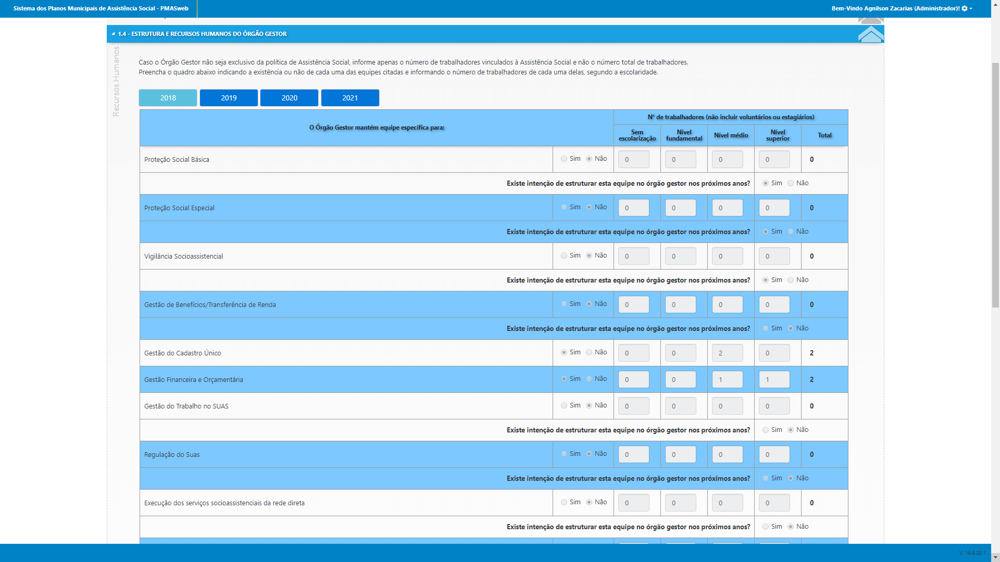 Sistema dos Planos Municipais de Assistência Social - PMASweb
Bem-Vindo Agnilson Zacarias (Administrador)!
1.4 - ESTRUTURA E RECURSOS HUMANOS DO ÓRGÃO GESTOR
Recursos Humanos
Caso o Órgão Gestor não seja exclusivo da política de Assistência Social, informe apenas o número de trabalhadores vinculados à Assistência Social e não o número total de trabalhadores.
Preencha o quadro abaixo indicando a existência ou não de cada uma das equipes citadas e informando o número de trabalhadores de cada uma delas, segundo a escolaridade.
2018 2019 2020 2021
O Órgão Gestor mantém equipe específica para:
N° de trabalhadores (não incluir voluntários ou estagiários)
Sem escolarização
Nível fundamental
Nível médio
Nível superior
Total
Proteção Social Básica Sim Não 0 0 0 0 0
Existe intenção de estruturar esta equipe no órgão gestor nos próximos anos? Sim Não
Proteção Social Especial Sim Não 0 0 0 0 0
Existe intenção de estruturar esta equipe no órgão gestor nos próximos anos? Sim Não
Vigilância Socioassistencial Sim Não 0 0 0 0 0
Existe intenção de estruturar esta equipe no órgão gestor nos próximos anos? Sim Não
Gestão de Benefícios/Transferência de Renda Sim Não 0 0 0 0 0
Existe intenção de estruturar esta equipe no órgão gestor nos próximos anos? Sim Não
Gestão do Cadastro Único Sim Não 0 0 2 0 2
Gestão Financeira e Orçamentária Sim Não 0 0 1 1 2
Gestão do Trabalho no SUAS Sim Não 0 0 0 0 0
Existe intenção de estruturar esta equipe no órgão gestor nos próximos anos? Sim Não
Regulação do Suas Sim Não 0 0 0 0 0
Existe intenção de estruturar esta equipe no órgão gestor nos próximos anos? Sim Não
Execução dos serviços socioassistenciais da rede direta Sim Não 0 0 0 0 0
Existe intenção de estruturar esta equipe no órgão gestor nos próximos anos? Sim Não
V. 19.8.29.1